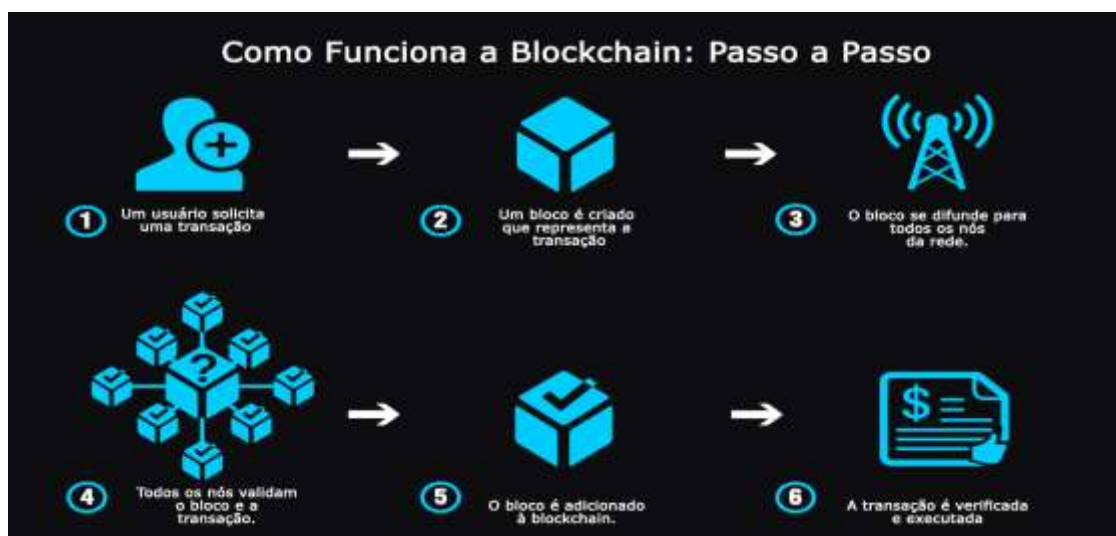 Como Funciona a Blockchain: Passo a Passo
1
Um usuário solicita
uma transação
2
Um bloco é criado
que representa a
transação
3
O bloco se difunde para
todos os nós
da rede.
?
4
Todos os nós validam
o bloco e a
transação.
5
O bloco é adicionado
à blockchain.
$
6
A transação é verificada
e executada